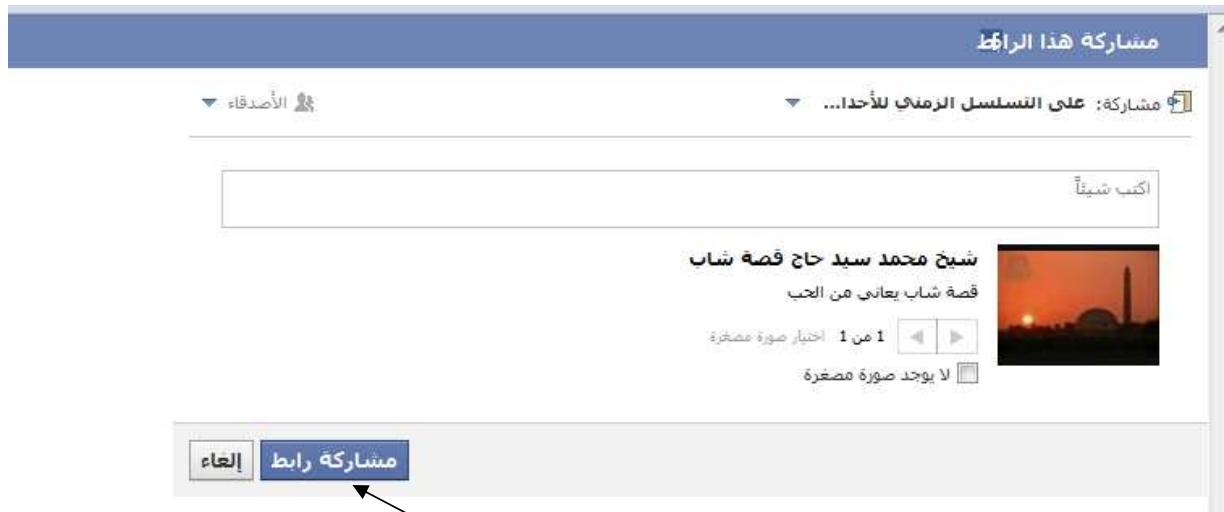 مشاركة هذا الرابط
مشاركة: على التسلسل الزمني للأحدا...
الأصدقاء
اكتب شيئاً
شيخ محمد سيد حاج قصة شاب
قصة شاب يعاني من الحب
1 من 1 اختيار صورة مصغرة
لا يوجد صورة مصغرة
مشاركة رابط
إلغاء